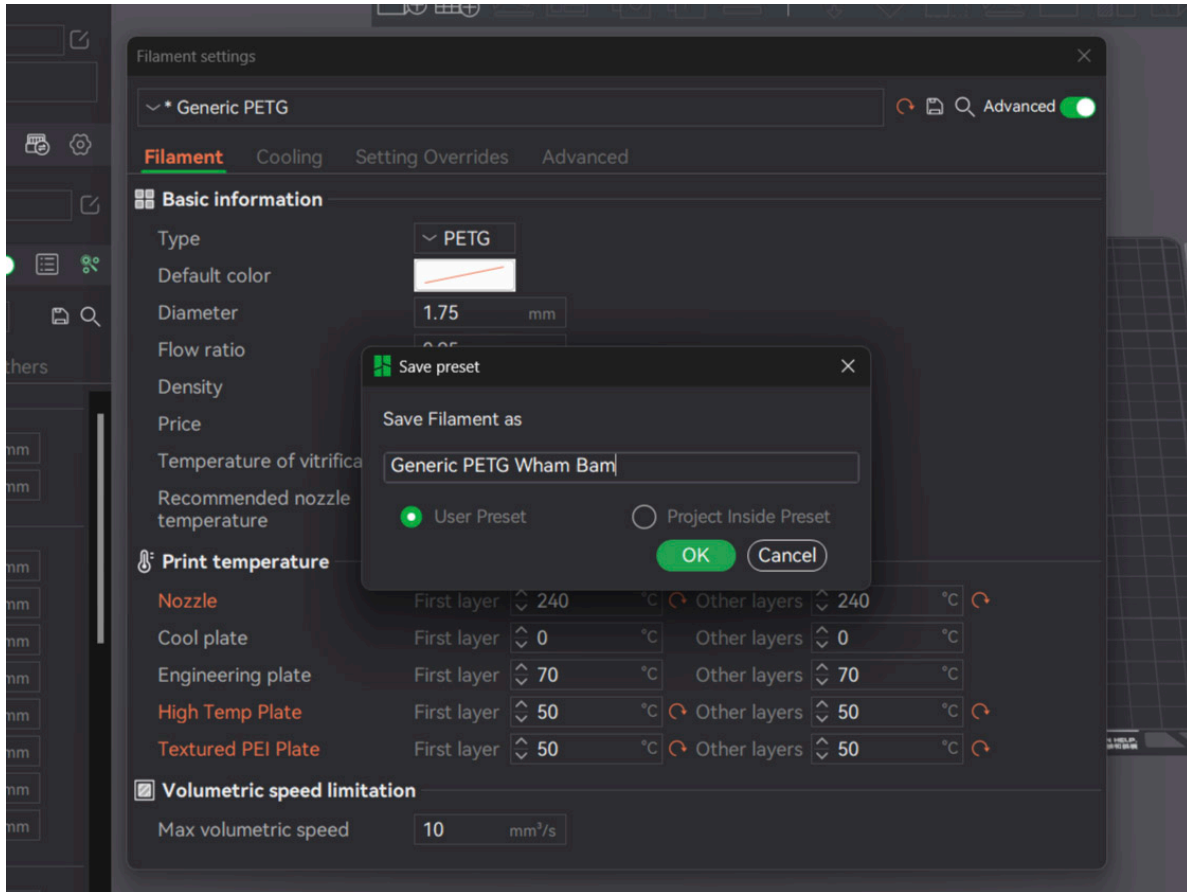 Filament settings
* Generic PETG
Advanced
Filament Cooling Setting Overrides Advanced
Basic information
Type PETG
Default color
Diameter 1.75 mm
Flow ratio
Density
Price
Temperature of vitrifica
Recommended nozzle
temperature
Save preset
Save Filament as
Generic PETG Wham Bam
User Preset Project Inside Preset
OK Cancel
Print temperature
Nozzle First layer 240 °C Other layers 240 °C
Cool plate First layer 0 °C Other layers 0 °C
Engineering plate First layer 70 °C Other layers 70 °C
High Temp Plate First layer 50 °C Other layers 50 °C
Textured PEI Plate First layer 50 °C Other layers 50 °C
Volumetric speed limitation
Max volumetric speed 10 mm³/s
thers
mm
mm
mm
mm
mm
mm
mm
mm
mm
mm